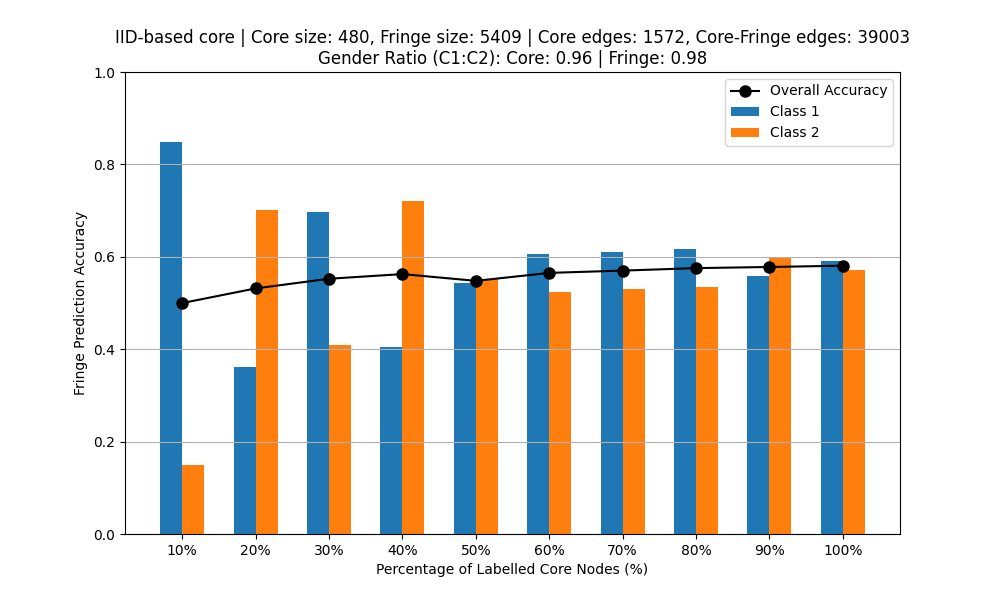 IID-based core | Core size: 480, Fringe size: 5409 | Core edges: 1572, Core-Fringe edges: 39003
Gender Ratio (C1:C2): Core: 0.96 | Fringe: 0.98
Overall Accuracy
Class 1
Class 2
Fringe Prediction Accuracy
1.0
0.8
0.6
0.4
0.2
0.0
10% 20% 30% 40% 50% 60% 70% 80% 90% 100%
Percentage of Labelled Core Nodes (%)